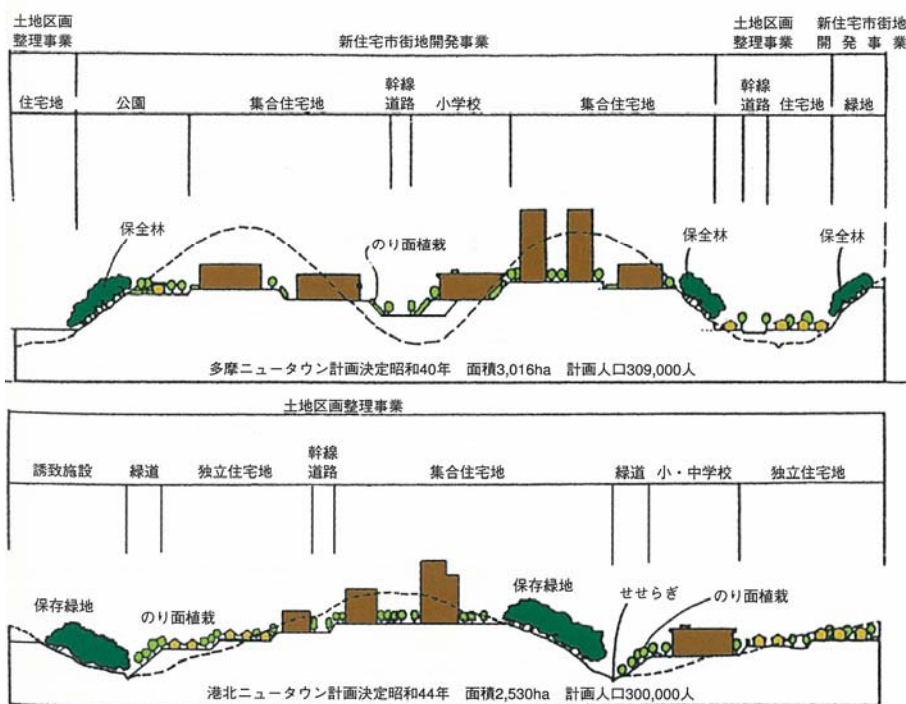 土地区画
整理事業
新住宅市街地開発事業
土地区画
整理事業
新住宅市街地
開発事業
住宅地
公園
集合住宅地
幹線
道路
小学校
集合住宅地
幹線
道路
住宅地
緑地
保全林
のり面植栽
保全林
保全林
多摩ニュータウン計画決定昭和40年 面積3,016ha 計画人口309,000人
土地区画整理事業
誘致施設
緑道
独立住宅地
幹線
道路
集合住宅地
緑道
小・中学校
独立住宅地
保存緑地
のり面植栽
保存緑地
せせらぎ
のり面植栽
港北ニュータウン計画決定昭和44年 面積2,530ha 計画人口300,000人